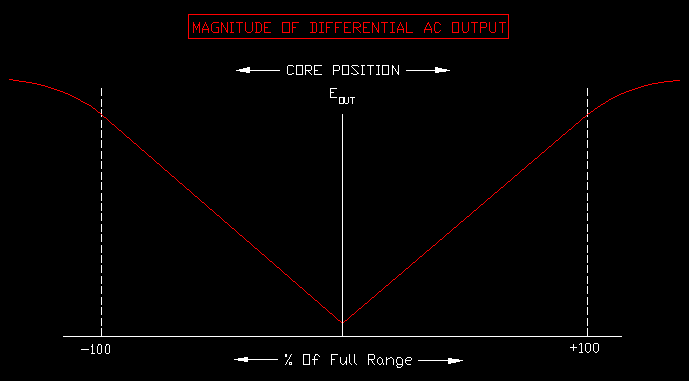 MAGNITUDE OF DIFFERENTIAL AC OUTPUT
CORE POSITION
EOUT
-100
+100
% Of Full Range